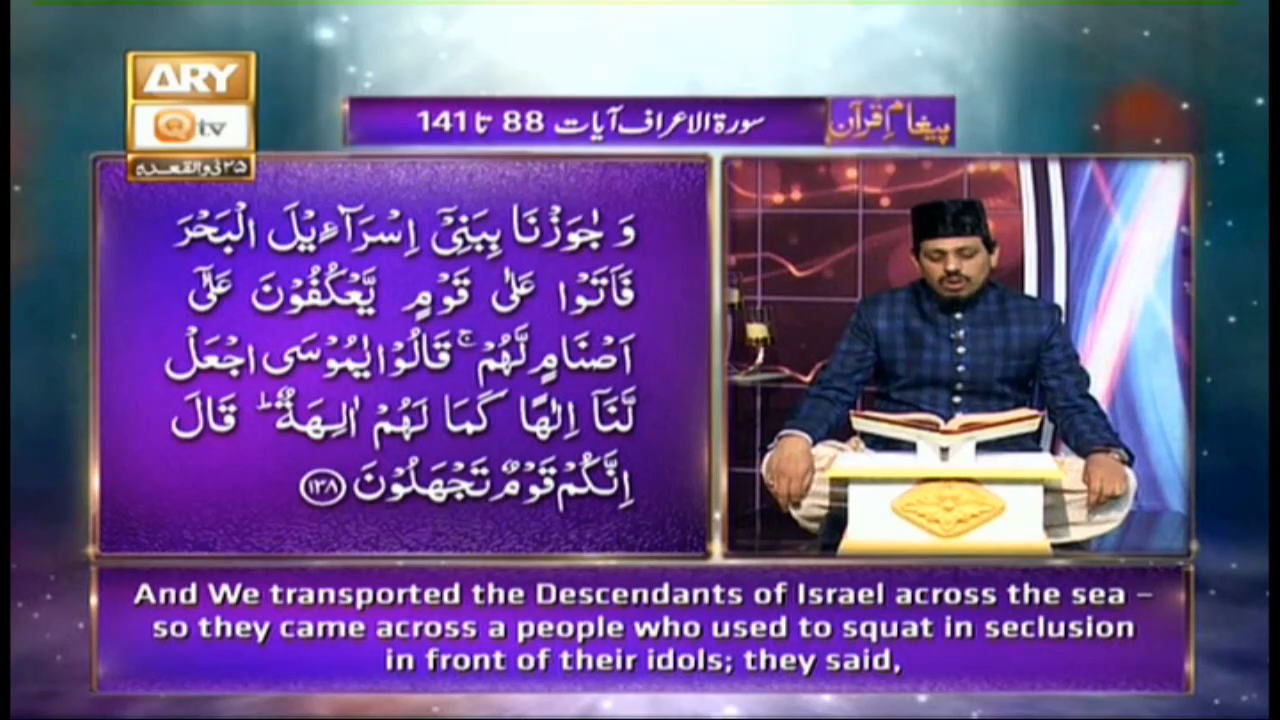 ARY
Qtv
۲۵ ذوالقعدہ
سورۃ الاعراف آیات 88 تا 141
پیغامِ قرآن
وَ جٰوَزْنَا بِبَنِیْۤ اِسْرَآءِیْلَ الْبَحْرَ
فَاَتَوْا عَلٰى قَوْمٍ یَّعْكُفُوْنَ عَلٰۤى
اَصْنَامٍ لَّهُمْ ۚ قَالُوْا یٰمُوْسَى اجْعَلْ
لَّنَاۤ اِلٰهًا كَمَا لَهُمْ اٰلِهَةٌ ؕ قَالَ
اِنَّكُمْ قَوْمٌ تَجْهَلُوْنَ ۱۳۸
And We transported the Descendants of Israel across the sea –
so they came across a people who used to squat in seclusion
in front of their idols; they said,